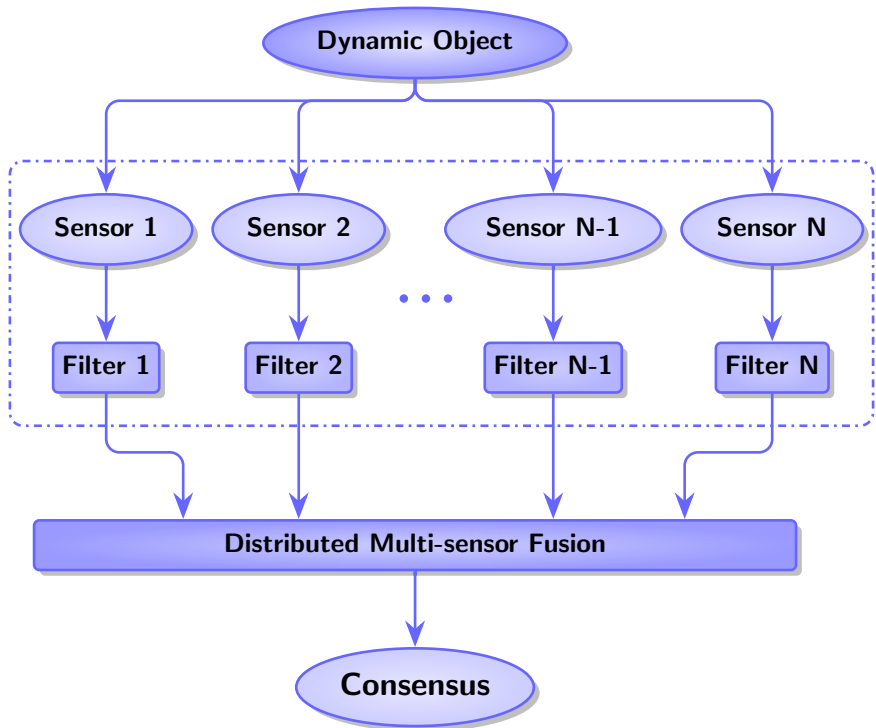 Dynamic Object
Sensor 1
Sensor 2
Sensor N-1
Sensor N
...
Filter 1
Filter 2
Filter N-1
Filter N
Distributed Multi-sensor Fusion
Consensus